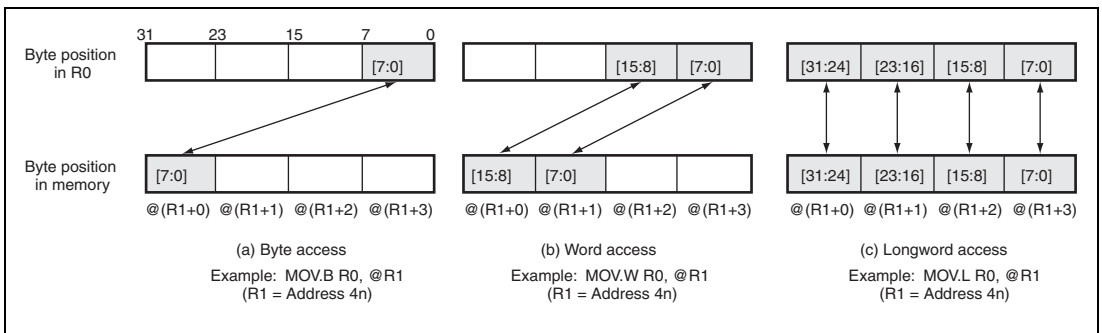 31 23 15 7 0
Byte position
in R0
[7:0]
[15:8] [7:0]
[31:24] [23:16] [15:8] [7:0]
Byte position
in memory
[7:0]
[15:8] [7:0]
[31:24] [23:16] [15:8] [7:0]
@(R1+0) @(R1+1) @(R1+2) @(R1+3)
@(R1+0) @(R1+1) @(R1+2) @(R1+3)
@(R1+0) @(R1+1) @(R1+2) @(R1+3)
(a) Byte access
Example: MOV.B R0, @R1
(R1 = Address 4n)
(b) Word access
Example: MOV.W R0, @R1
(R1 = Address 4n)
(c) Longword access
Example: MOV.L R0, @R1
(R1 = Address 4n)